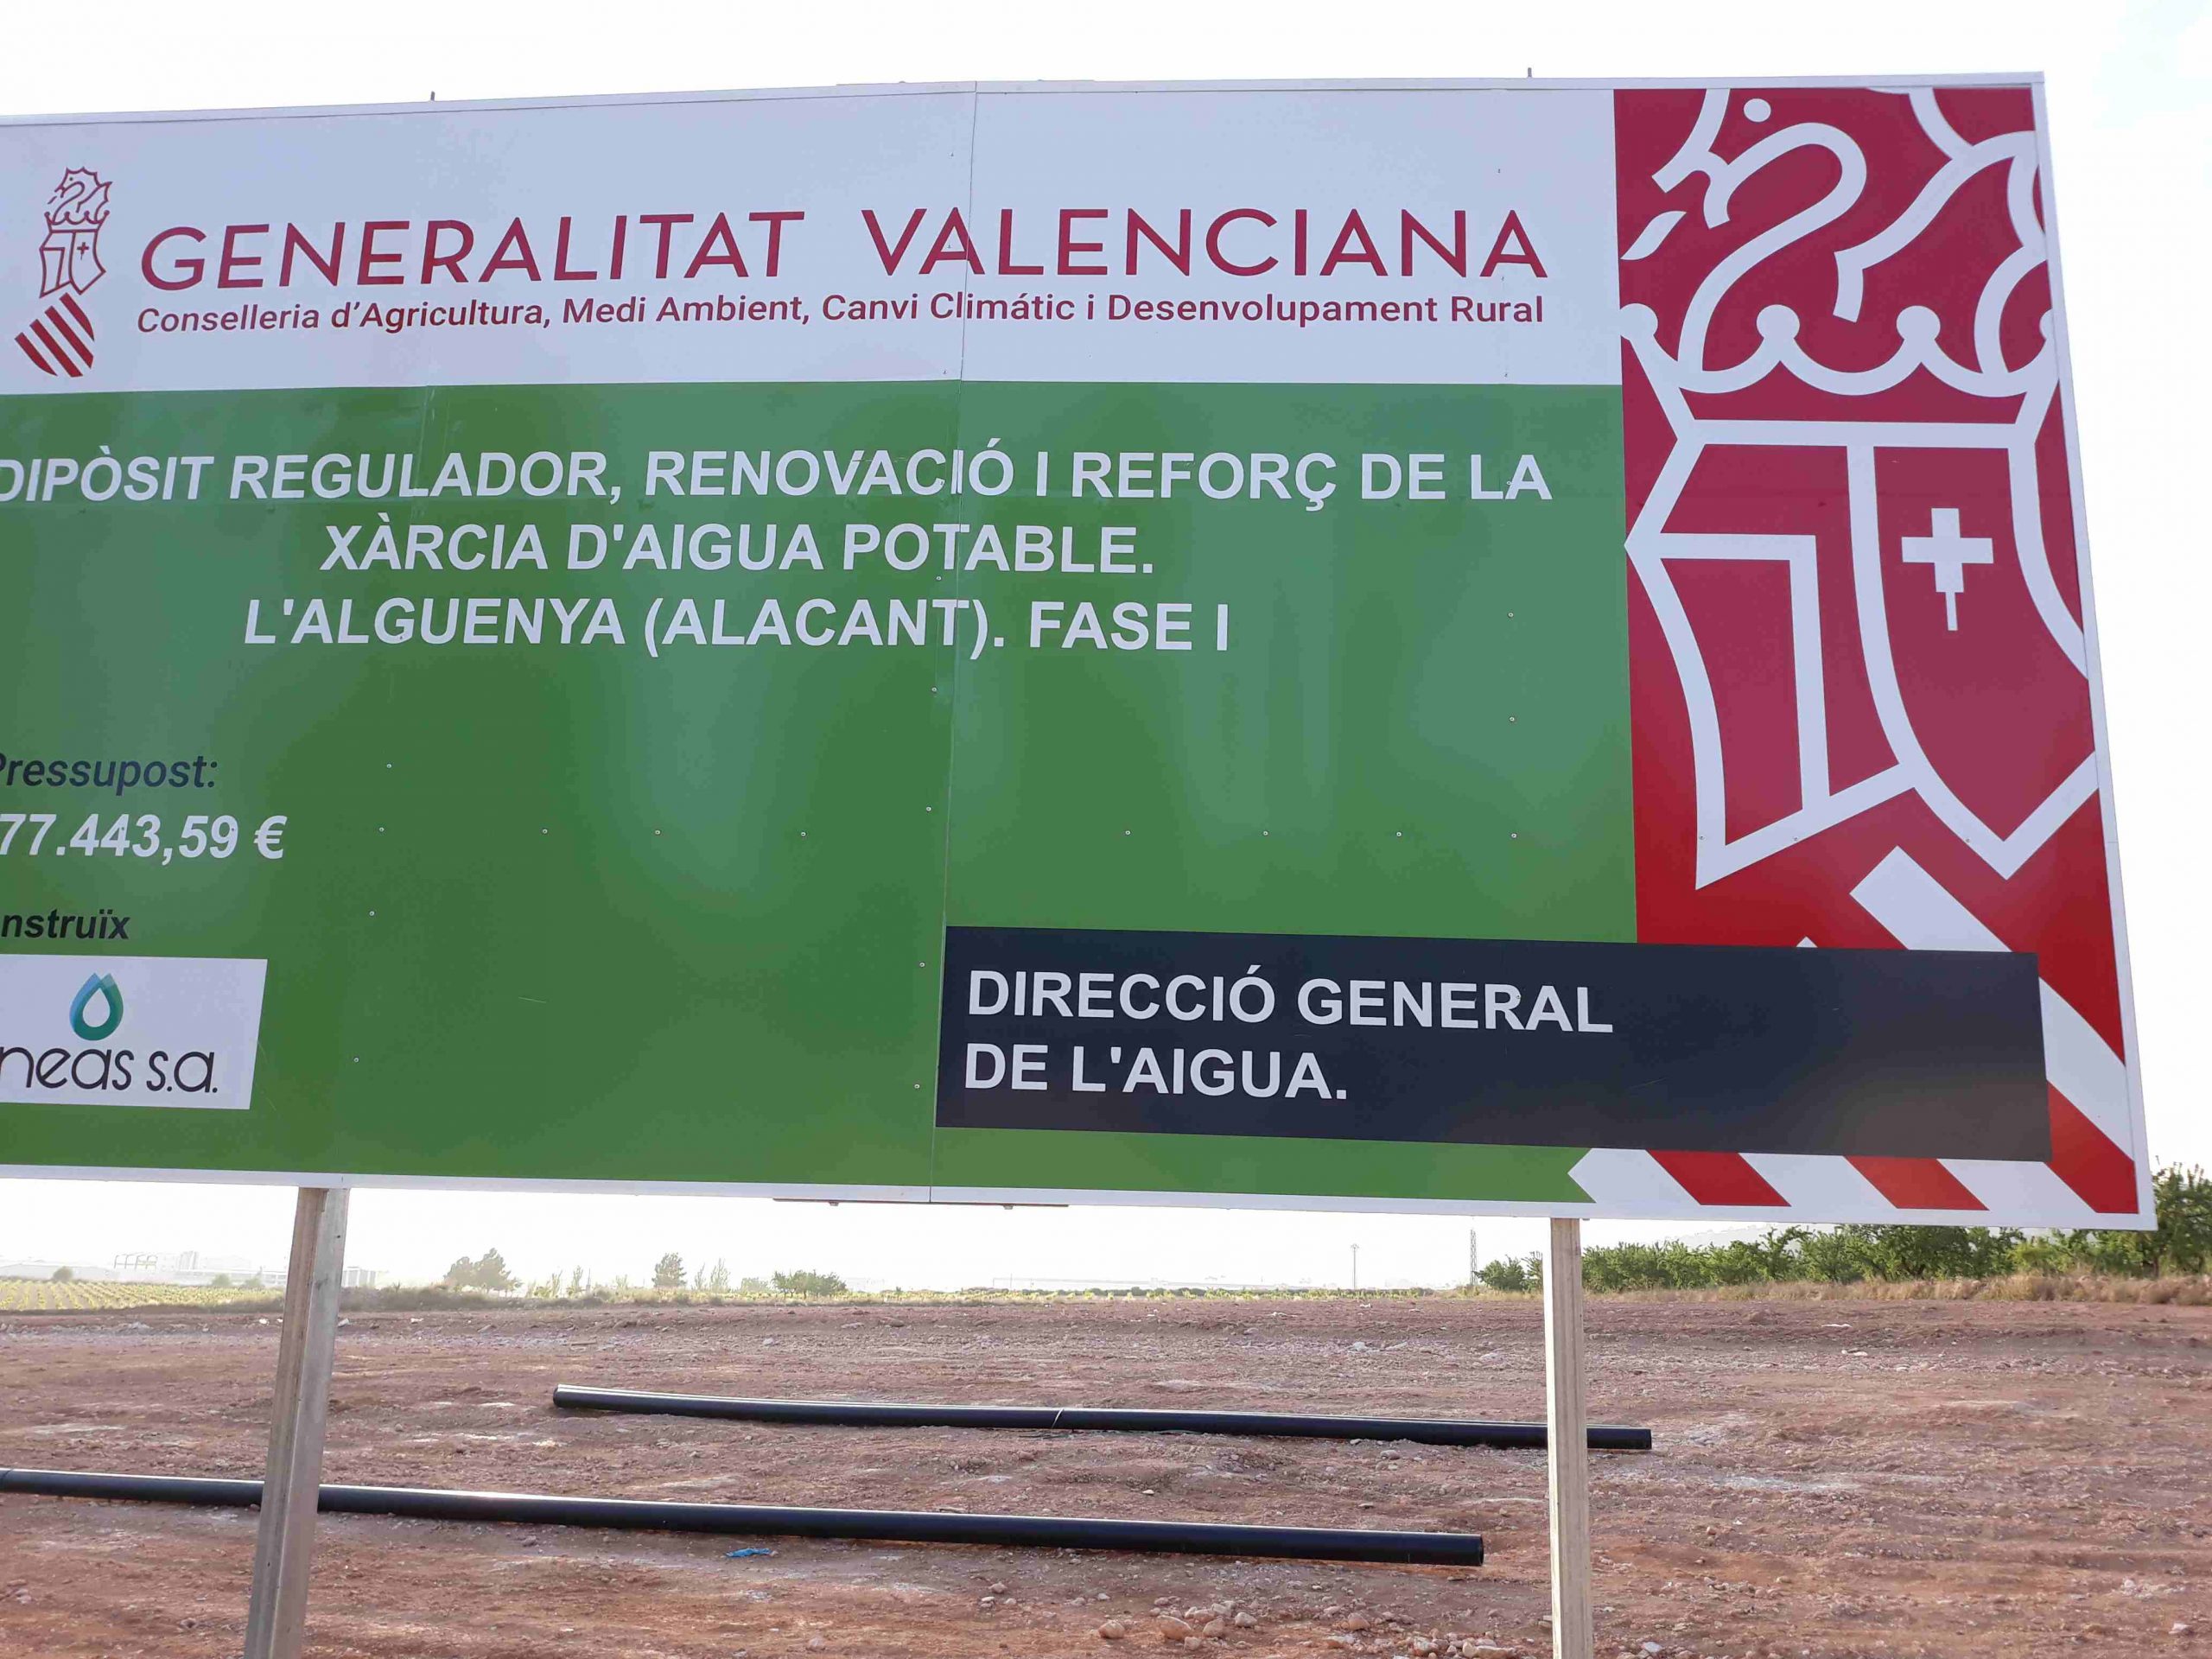 GENERALITAT VALENCIANA
Conselleria d'Agricultura, Medi Ambient, Canvi Climátic i Desenvolupament Rural
DIPÒSIT REGULADOR, RENOVACIÓ I REFORÇ DE LA
XÀRCIA D'AIGUA POTABLE.
L'ALGUENYA (ALACANT). FASE I
Pressupost:
77.443,59 €
nstruïx
neas s.a.
DIRECCIÓ GENERAL
DE L'AIGUA.